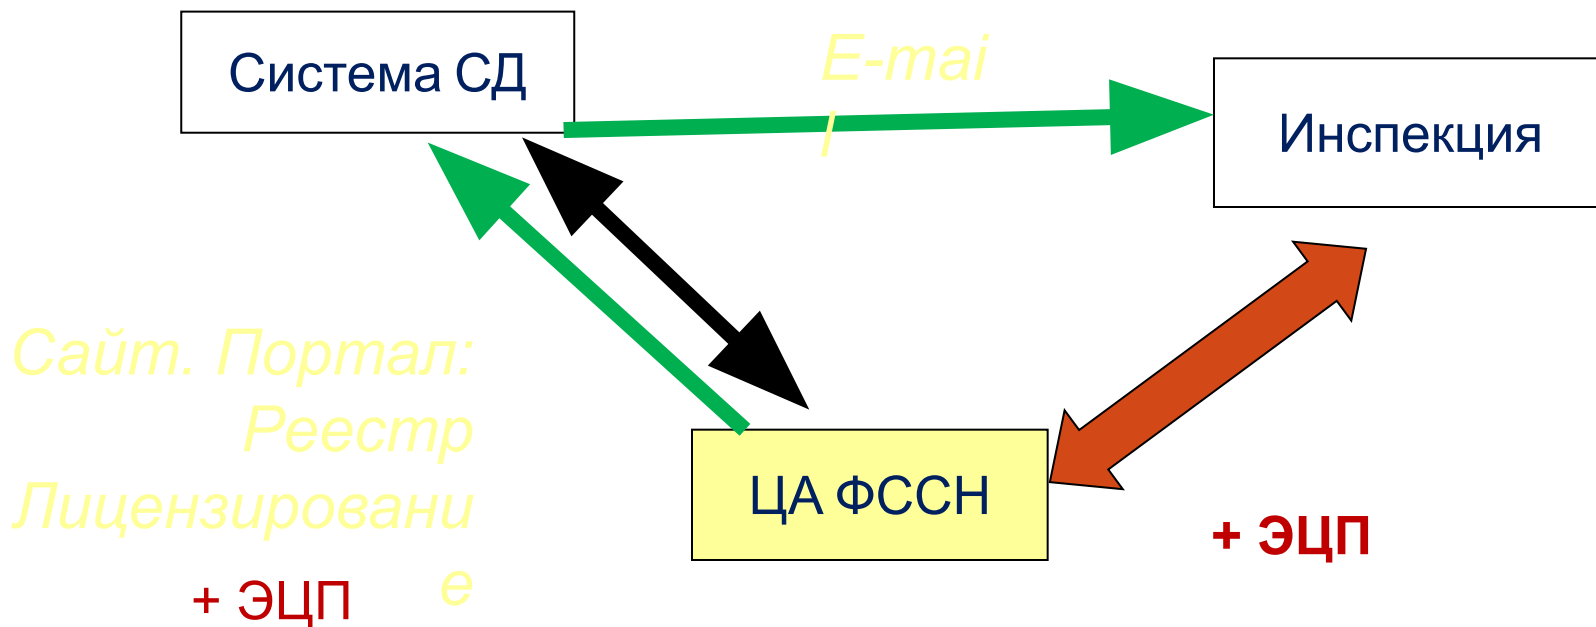 Система СД
E-mai
l
Инспекция
Сайт. Портал:
Реестр
Лицензировани
е
ЦА ФССН
+ ЭЦП
+ ЭЦП